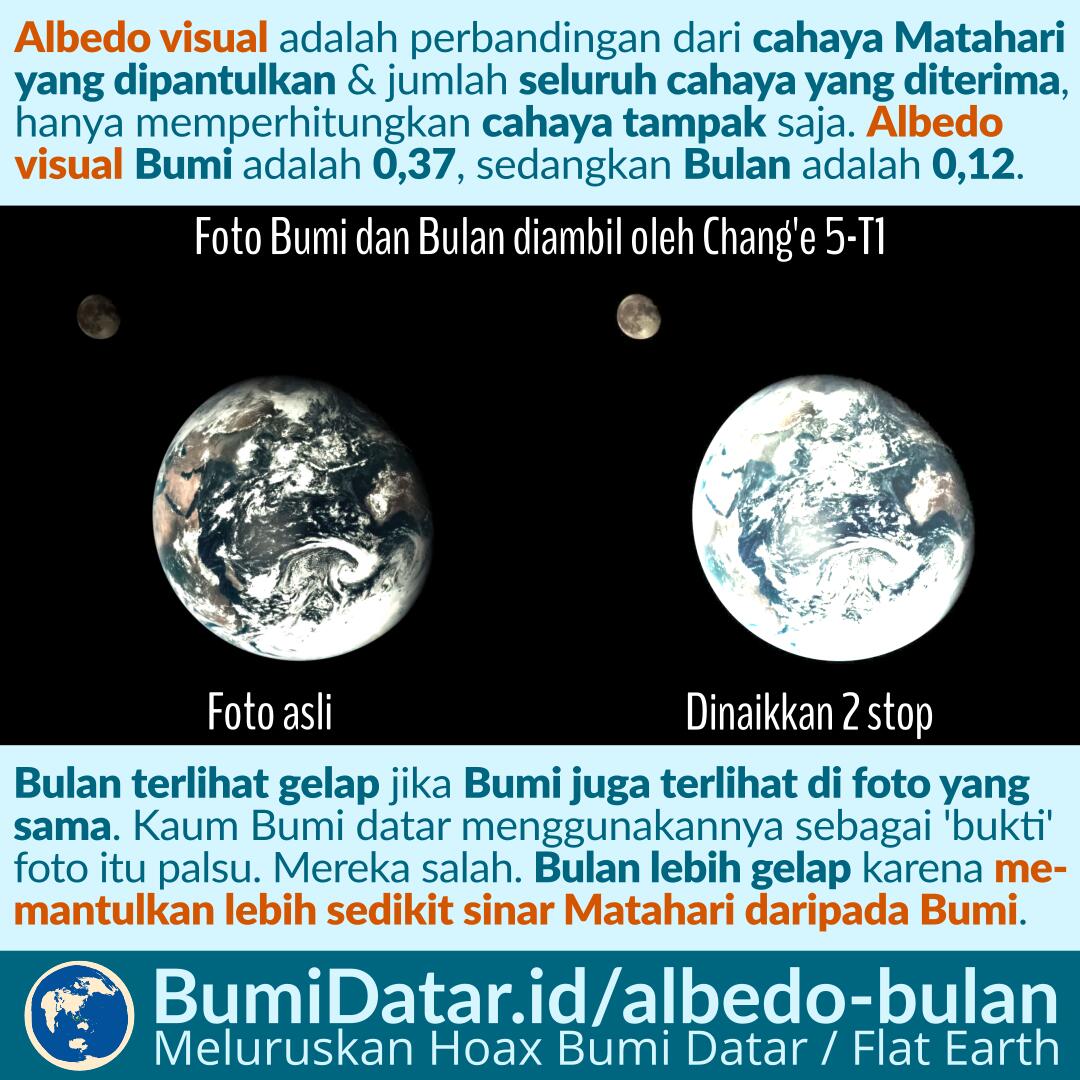 Albedo visual adalah perbandingan dari cahaya Matahari
yang dipantulkan & jumlah seluruh cahaya yang diterima,
hanya memperhitungkan cahaya tampak saja. Albedo
visual Bumi adalah 0,37, sedangkan Bulan adalah 0,12.
Foto Bumi dan Bulan diambil oleh Chang'e 5-T1
Foto asli
Dinaikkan 2 stop
Bulan terlihat gelap jika Bumi juga terlihat di foto yang
sama. Kaum Bumi datar menggunakannya sebagai 'bukti'
foto itu palsu. Mereka salah. Bulan lebih gelap karena me-
mantulkan lebih sedikit sinar Matahari daripada Bumi.
BumiDatar.id/albedo-bulan
Meluruskan Hoax Bumi Datar / Flat Earth